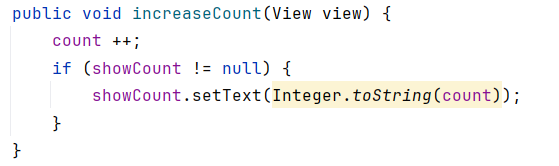 public void increaseCount(View view) {
    count ++;
    if (showCount != null) {
        showCount.setText(Integer.toString(count));
    }
}